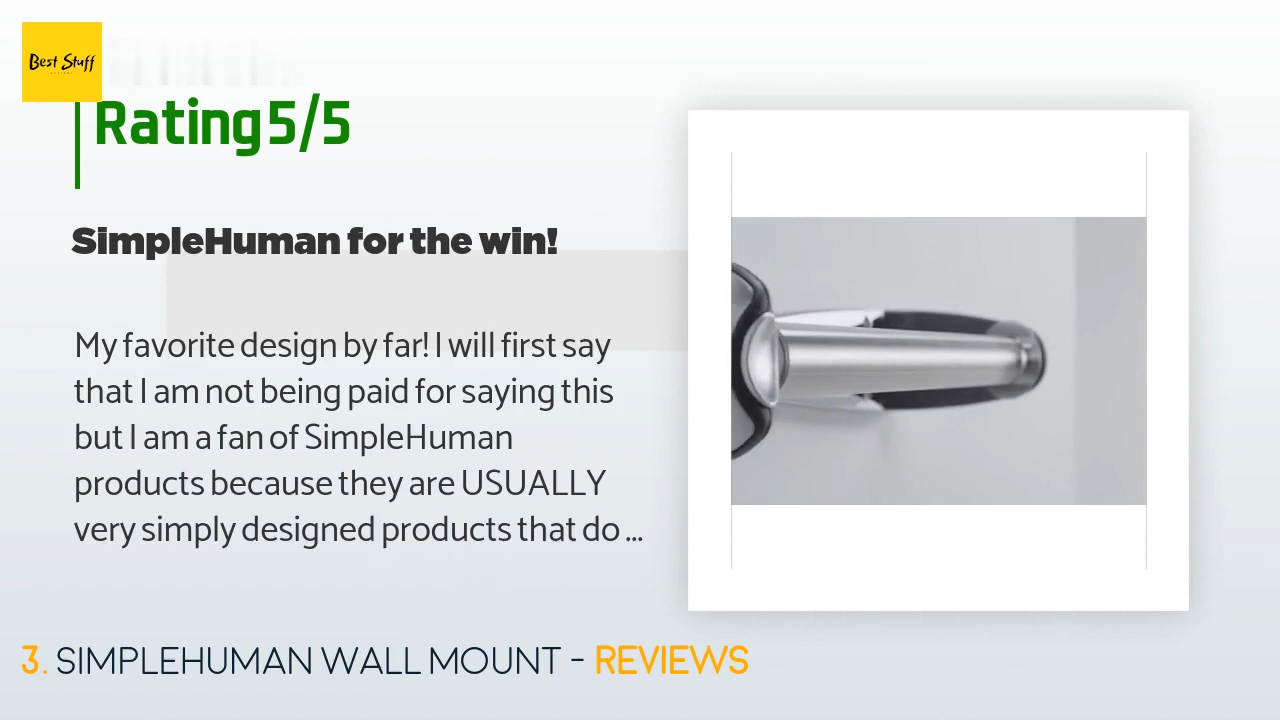 Best Stuff
Rating 5/5
SimpleHuman for the win!
My favorite design by far! I will first say
that I am not being paid for saying this
but I am a fan of SimpleHuman
products because they are USUALLY
very simply designed products that do ...
3. SIMPLEHUMAN WALL MOUNT - REVIEWS